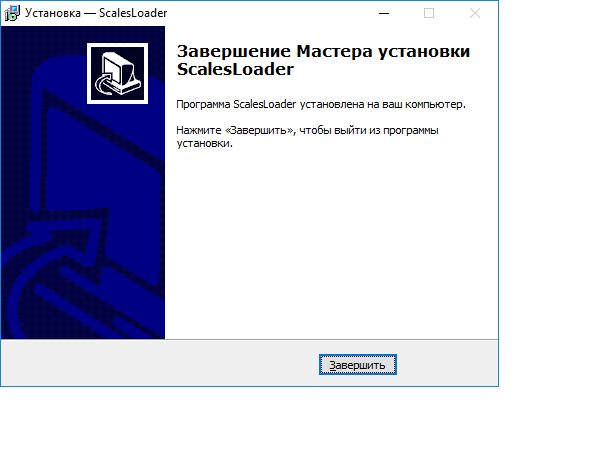 Установка — ScalesLoader
Завершение Мастера установки
ScalesLoader
Программа ScalesLoader установлена на ваш компьютер.
Нажмите «Завершить», чтобы выйти из программы
установки.
Завершить